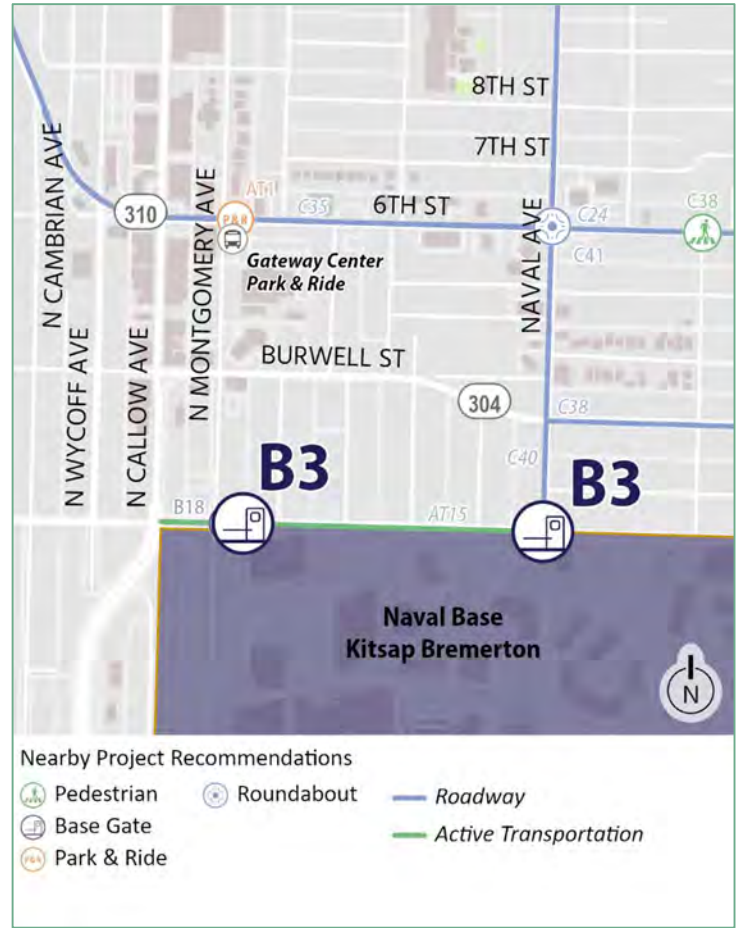 8TH ST
7TH ST
N CAMBRIAN AVE
AT1
C35
6TH ST
C24
C38
310
P&R
NAVAL AVE
C41
Gateway Center
Park & Ride
N MONTGOMERY AVE
N WYCOFF AVE
N CALLOW AVE
BURWELL ST
304
C38
B3
C40
B3
B18
AT15
Naval Base
Kitsap Bremerton
N
Nearby Project Recommendations
Pedestrian
Roundabout
Roadway
Base Gate
Active Transportation
P&R
Park & Ride